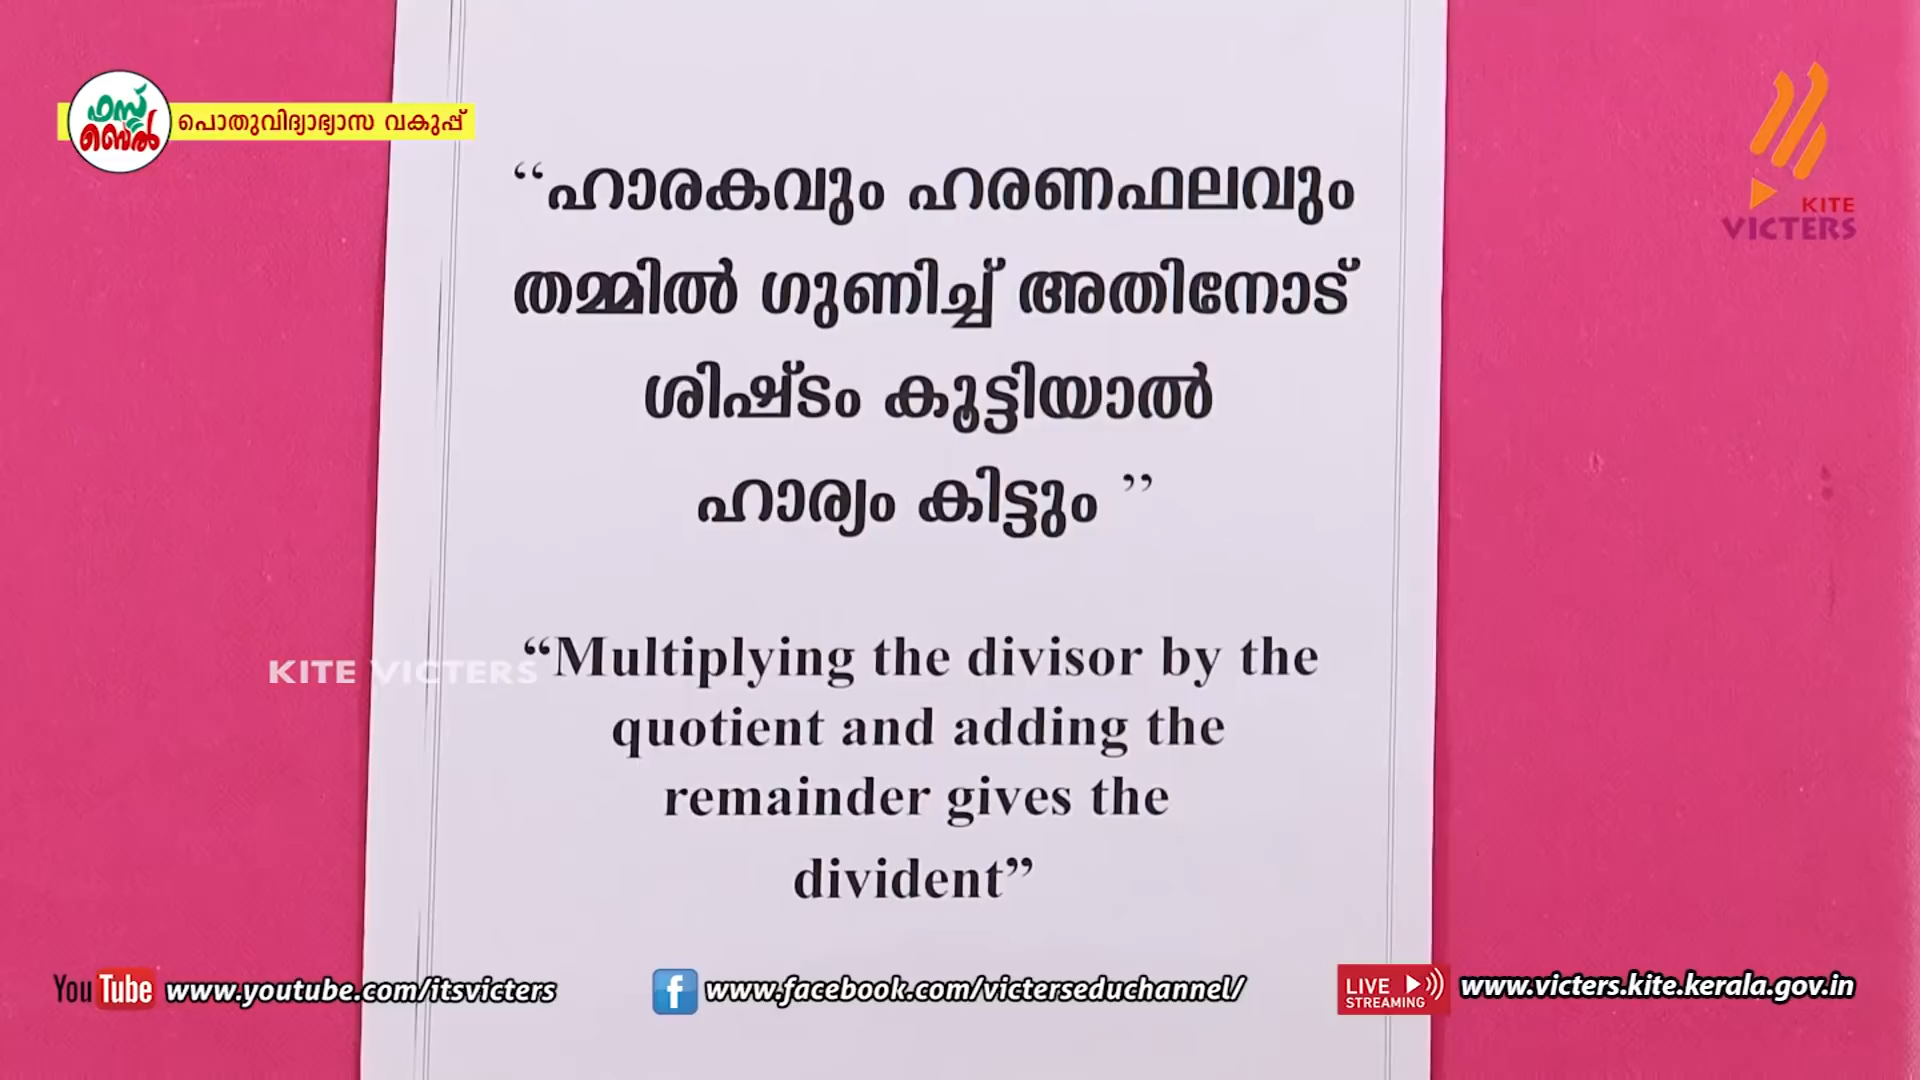 ഫസ്റ്റ്
ബെൽ
പൊതുവിദ്യാഭ്യാസ വകുപ്പ്
KITE
VICTERS
“ഹാരകവും ഹരണഫലവും
തമ്മിൽ ഗുണിച്ച് അതിനോട്
ശിഷ്ടം കൂട്ടിയാൽ
ഹാര്യം കിട്ടും ”
KITE VICTERS
“Multiplying the divisor by the
quotient and adding the
remainder gives the
divident”
YouTube www.youtube.com/itsvicters
f www.facebook.com/victerseduchannel/
LIVE
STREAMING
www.victers.kite.kerala.gov.in